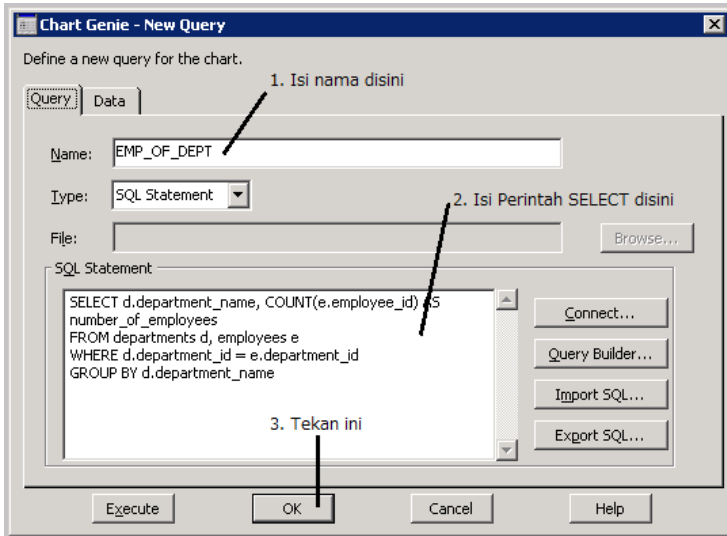 Chart Genie - New Query
Define a new query for the chart.
1. Isi nama disini
Query Data
Name: EMP_OF_DEPT
Type: SQL Statement
2. Isi Perintah SELECT disini
File: Browse...
SQL Statement
SELECT d.department_name, COUNT(e.employee_id) AS
number_of_employees
FROM departments d, employees e
WHERE d.department_id = e.department_id
GROUP BY d.department_name
Connect...
Query Builder...
Import SQL...
Export SQL...
3. Tekan ini
Execute OK Cancel Help